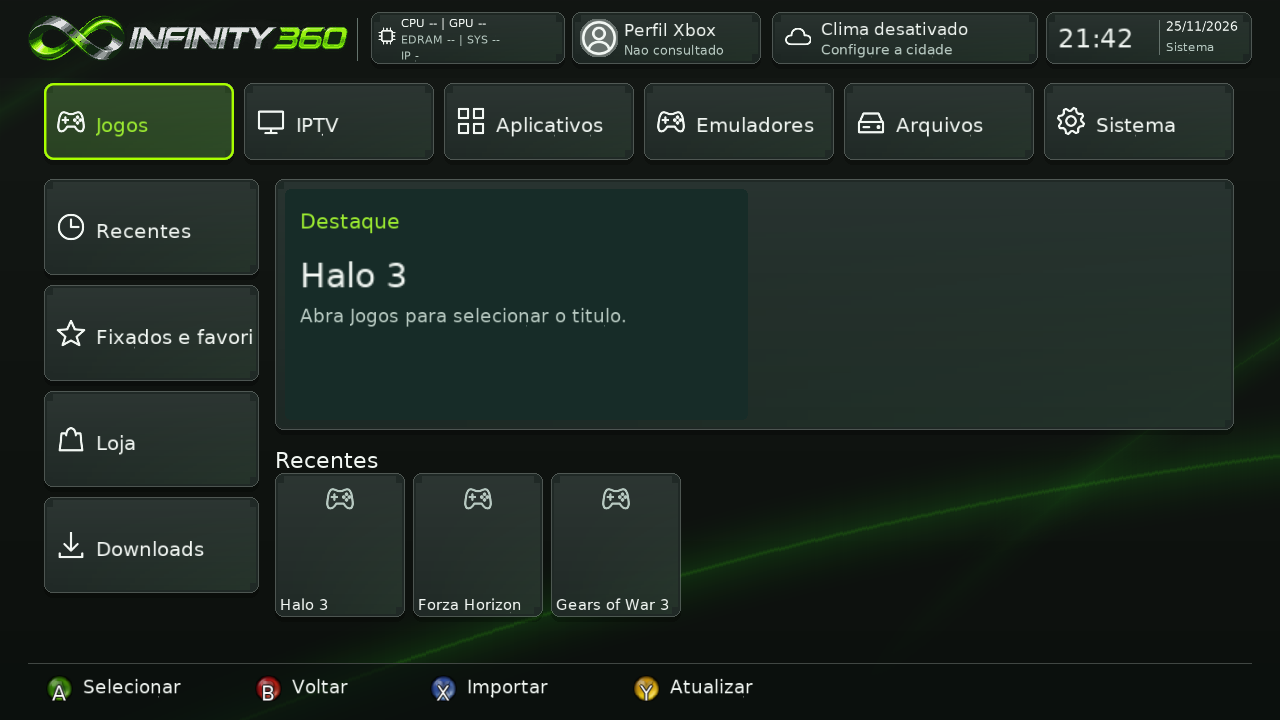 INFINITY 360
CPU -- | GPU --
EDRAM -- | SYS --
IP -
Perfil Xbox
Nao consultado
Clima desativado
Configure a cidade
21:42
25/11/2026
Sistema
Jogos
IPTV
Aplicativos
Emuladores
Arquivos
Sistema
Recentes
Fixados e favori
Loja
Downloads
Destaque
Halo 3
Abra Jogos para selecionar o titulo.
Recentes
Halo 3
Forza Horizon
Gears of War 3
A Selecionar
B Voltar
X Importar
Y Atualizar